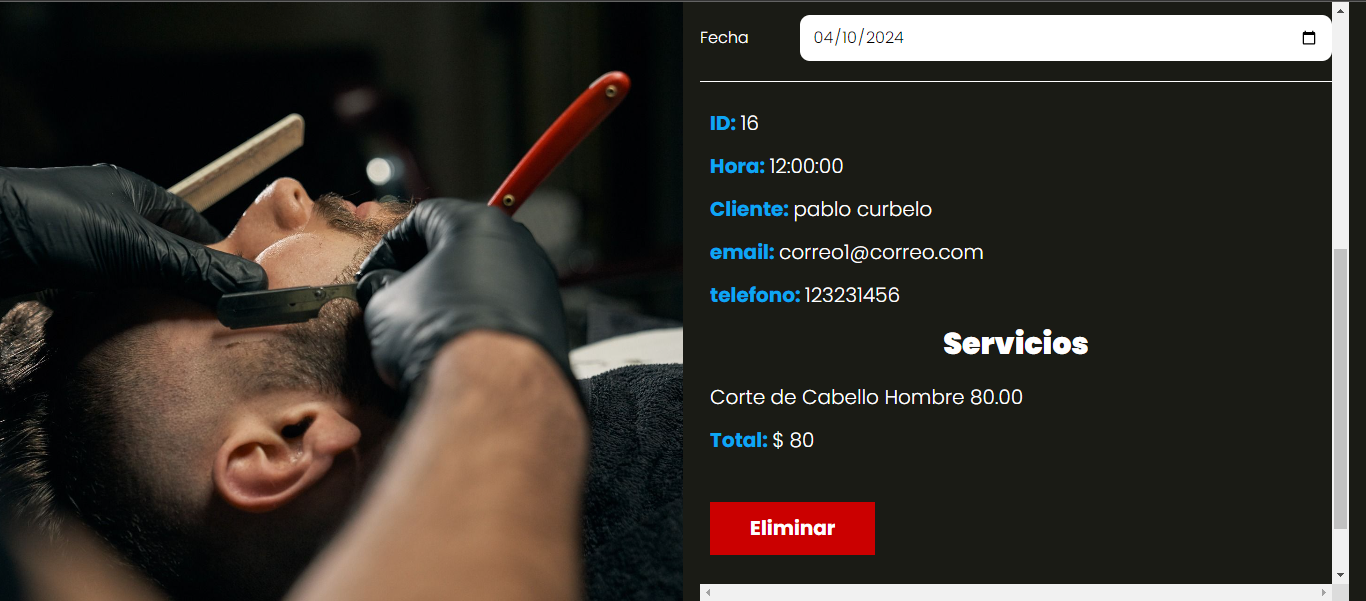 Fecha 04/10/2024
ID: 16
Hora: 12:00:00
Cliente: pablo curbelo
email: correo1@correo.com
telefono: 123231456
Servicios
Corte de Cabello Hombre 80.00
Total: $ 80
Eliminar